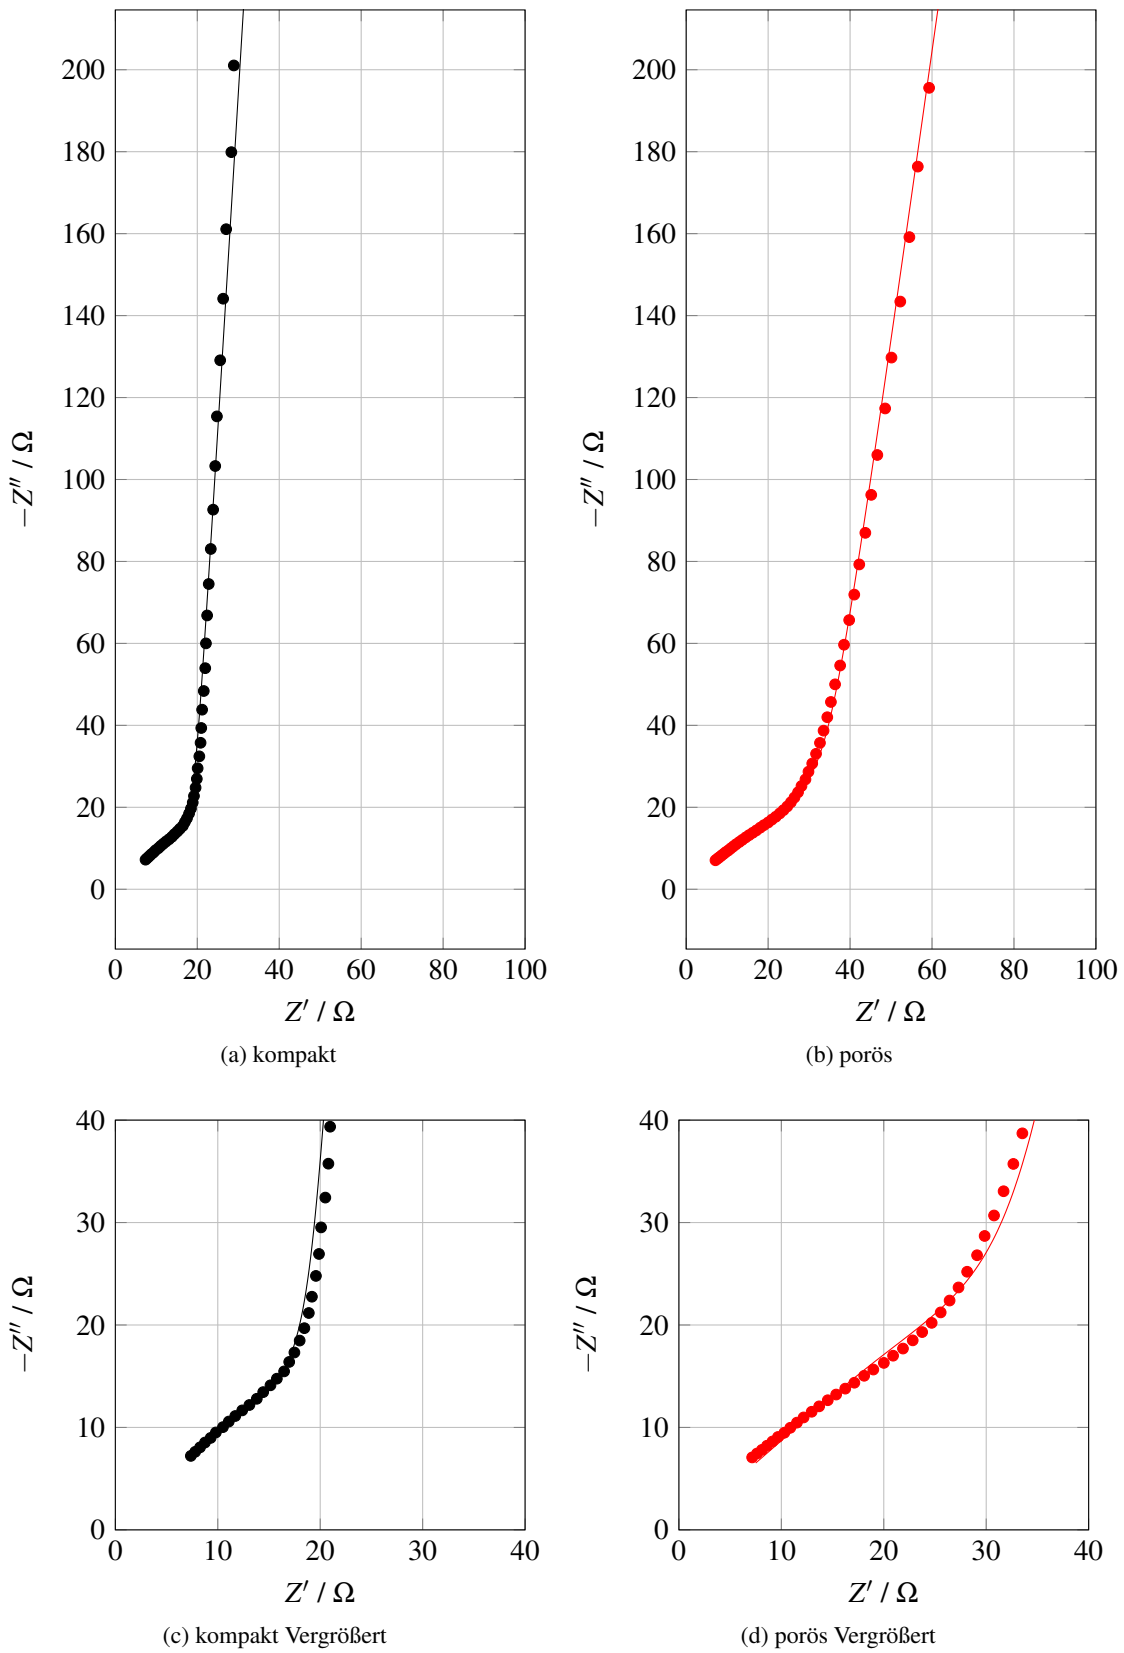 200
180
160
140
120
100
80
60
40
20
0
−Z″ / Ω
0 20 40 60 80 100
Z′ / Ω
(a) kompakt
200
180
160
140
120
100
80
60
40
20
0
−Z″ / Ω
0 20 40 60 80 100
Z′ / Ω
(b) porös
40
30
20
10
0
−Z″ / Ω
0 10 20 30 40
Z′ / Ω
(c) kompakt Vergrößert
40
30
20
10
0
−Z″ / Ω
0 10 20 30 40
Z′ / Ω
(d) porös Vergrößert